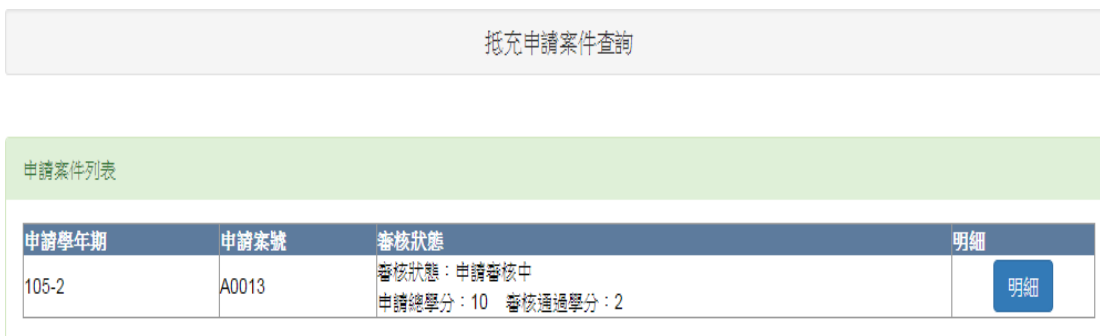 抵充申請案件查詢
申請案件列表
申請學年期 申請案號 審核狀態 明細
105-2 A0013 審核狀態：申請審核中 明細
申請總學分：10 審核通過學分：2